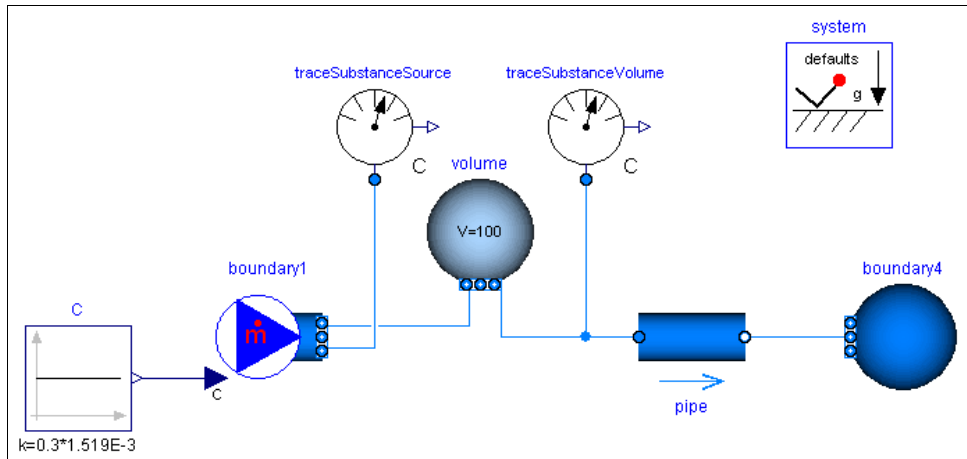 system
defaults
g
traceSubstanceSource
traceSubstanceVolume
C
C
volume
V=100
boundary1
boundary4
C
ṁ
C
pipe
k=0.3*1.519E-3